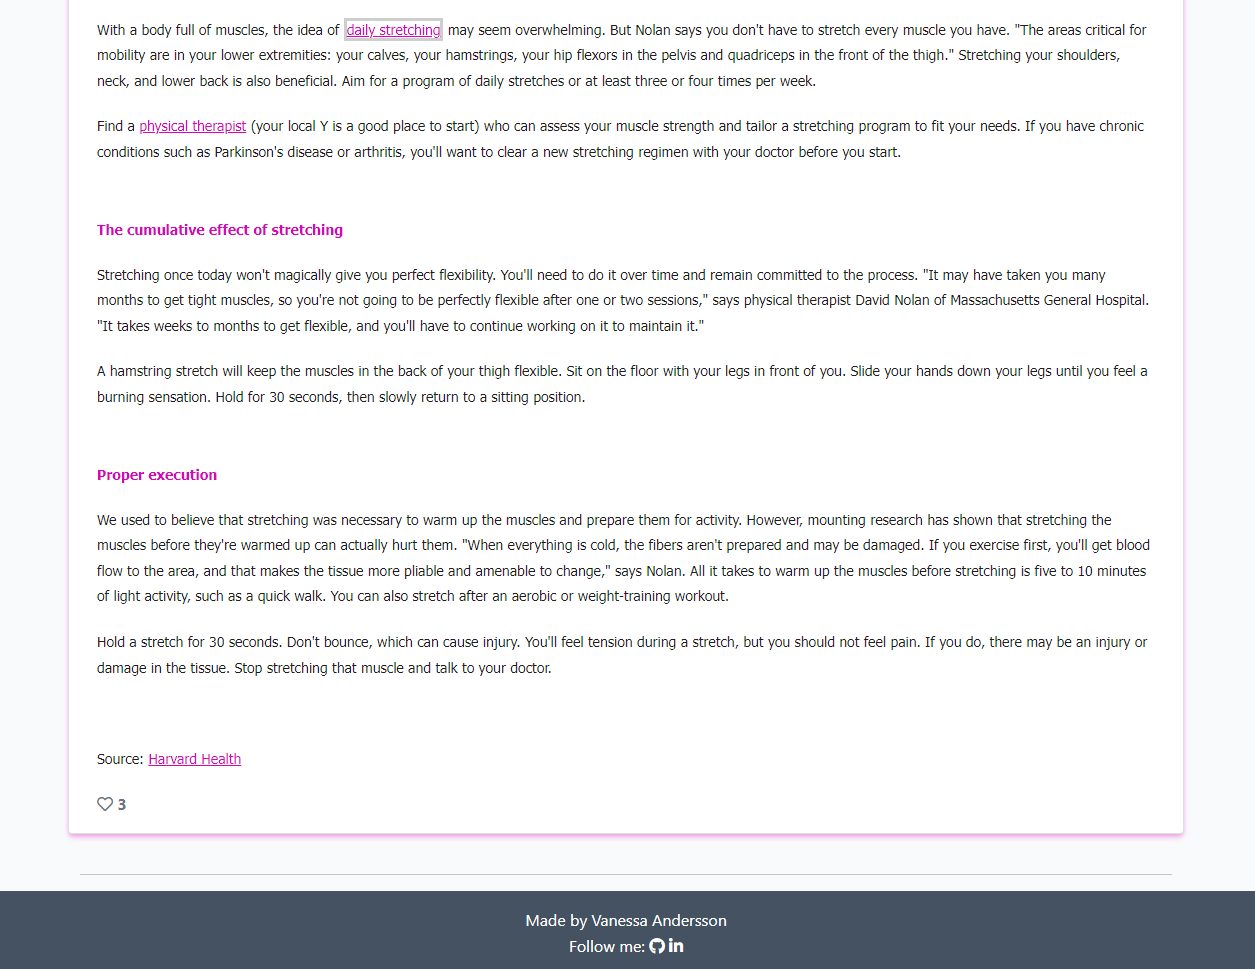 With a body full of muscles, the idea of daily stretching may seem overwhelming. But Nolan says you don't have to stretch every muscle you have. "The areas critical for
mobility are in your lower extremities: your calves, your hamstrings, your hip flexors in the pelvis and quadriceps in the front of the thigh." Stretching your shoulders,
neck, and lower back is also beneficial. Aim for a program of daily stretches or at least three or four times per week.
Find a physical therapist (your local Y is a good place to start) who can assess your muscle strength and tailor a stretching program to fit your needs. If you have chronic
conditions such as Parkinson's disease or arthritis, you'll want to clear a new stretching regimen with your doctor before you start.
The cumulative effect of stretching
Stretching once today won't magically give you perfect flexibility. You'll need to do it over time and remain committed to the process. "It may have taken you many
months to get tight muscles, so you're not going to be perfectly flexible after one or two sessions," says physical therapist David Nolan of Massachusetts General Hospital.
"It takes weeks to months to get flexible, and you'll have to continue working on it to maintain it."
A hamstring stretch will keep the muscles in the back of your thigh flexible. Sit on the floor with your legs in front of you. Slide your hands down your legs until you feel a
burning sensation. Hold for 30 seconds, then slowly return to a sitting position.
Proper execution
We used to believe that stretching was necessary to warm up the muscles and prepare them for activity. However, mounting research has shown that stretching the
muscles before they're warmed up can actually hurt them. "When everything is cold, the fibers aren't prepared and may be damaged. If you exercise first, you'll get blood
flow to the area, and that makes the tissue more pliable and amenable to change," says Nolan. All it takes to warm up the muscles before stretching is five to 10 minutes
of light activity, such as a quick walk. You can also stretch after an aerobic or weight-training workout.
Hold a stretch for 30 seconds. Don't bounce, which can cause injury. You'll feel tension during a stretch, but you should not feel pain. If you do, there may be an injury or
damage in the tissue. Stop stretching that muscle and talk to your doctor.
Source: Harvard Health
3
Made by Vanessa Andersson
Follow me: in